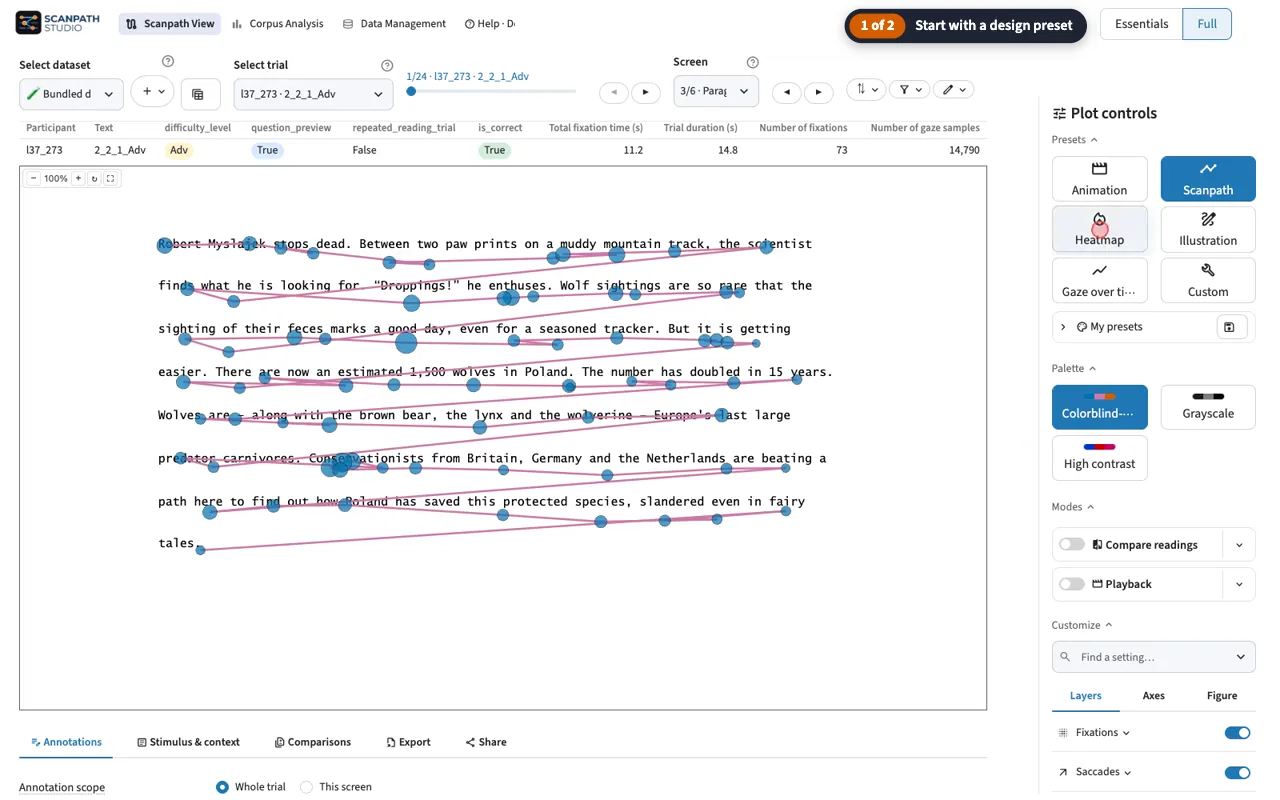 SCANPATH
STUDIO
Scanpath View
Corpus Analysis
Data Management
Help · D
1 of 2 Start with a design preset
Essentials
Full
Select dataset
Select trial
Screen
Bundled d
+
l37_273 · 2_2_1_Adv
1/24 · l37_273 · 2_2_1_Adv
3/6 · Parag
Participant Text difficulty_level question_preview repeated_reading_trial is_correct Total fixation time (s) Trial duration (s) Number of fixations Number of gaze samples
l37_273 2_2_1_Adv Adv True False True 11.2 14.8 73 14,790
− 100% +
Robert Myslajek stops dead. Between two paw prints on a muddy mountain track, the scientist
finds what he is looking for. "Droppings!" he enthuses. Wolf sightings are so rare that the
sighting of their feces marks a good day, even for a seasoned tracker. But it is getting
easier. There are now an estimated 1,500 wolves in Poland. The number has doubled in 15 years.
Wolves are – along with the brown bear, the lynx and the wolverine – Europe's last large
predator carnivores. Conservationists from Britain, Germany and the Netherlands are beating a
path here to find out how Poland has saved this protected species, slandered even in fairy
tales.
Plot controls
Presets
Animation
Scanpath
Heatmap
Illustration
Gaze over ti···
Custom
My presets
Palette
Colorblind-···
Grayscale
High contrast
Modes
Compare readings
Playback
Customize
Find a setting...
Layers
Axes
Figure
Fixations
Saccades
Annotations
Stimulus & context
Comparisons
Export
Share
Annotation scope
Whole trial
This screen